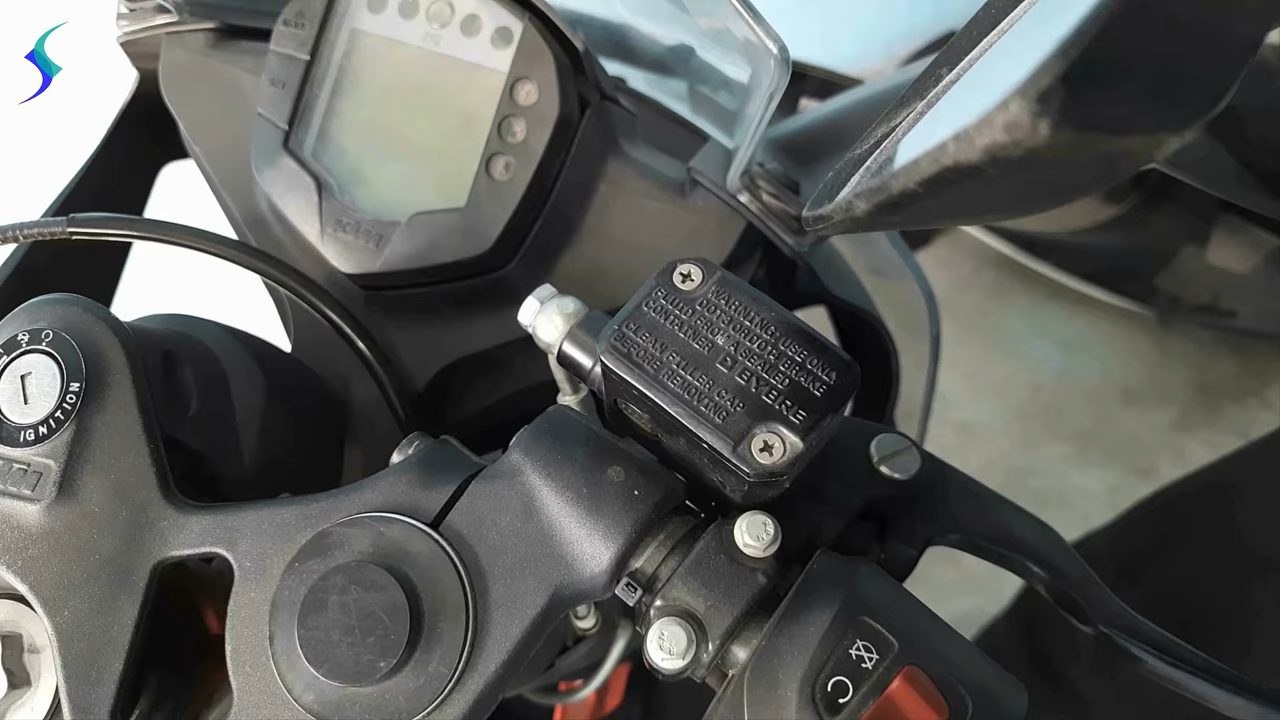 WARNING: USE ONLY
DOT3 OR DOT4 BRAKE
FLUID FROM A SEALED
CONTAINER BYBRE
CLEAN FILLER CAP
BEFORE REMOVING
IGNITION